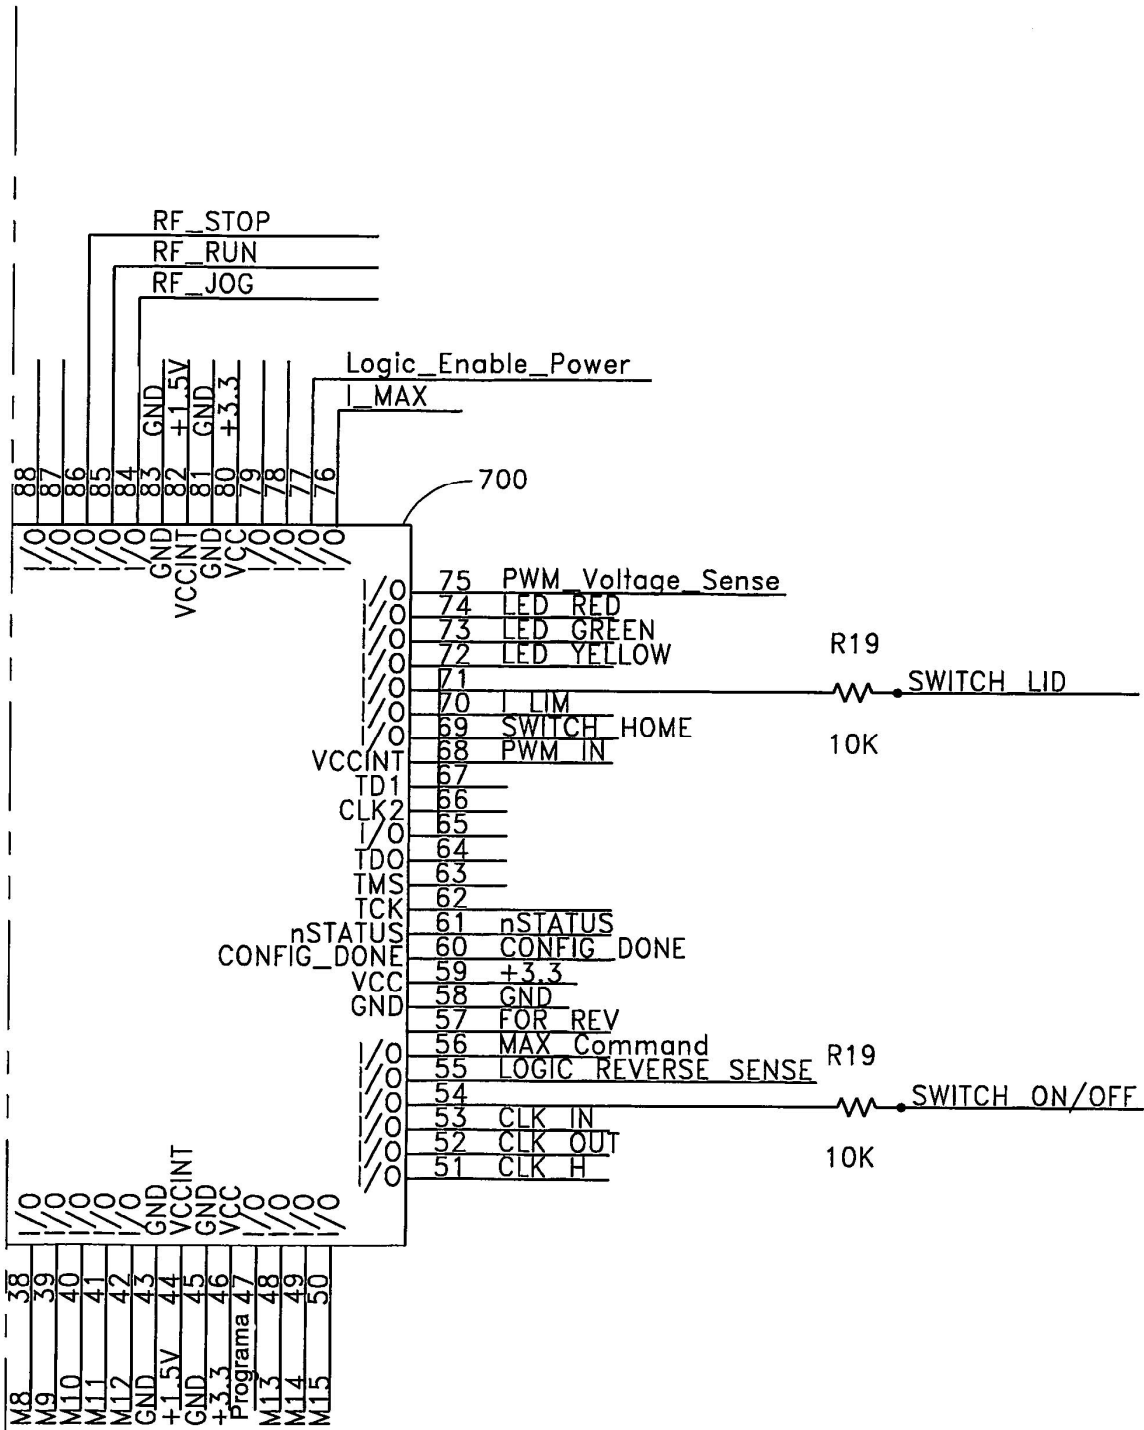 RF_STOP
RF_RUN
RF_JOG
Logic_Enable_Power
I_MAX
GND
+1.5V
GND
+3.3
88
87
86
85
84
83
82
81
80
79
78
77
76
700
I/O
I/O
I/O
I/O
I/O
GND
VCCINT
GND
VCC
I/O
I/O
I/O
I/O
I/O 75 PWM_Voltage_Sense
I/O 74 LED_RED
I/O 73 LED_GREEN
I/O 72 LED_YELLOW
R19
I/O 71 SWITCH_LID
I/O 70 I_LIM
I/O 69 SWITCH_HOME
10K
VCCINT 68 PWM_IN
TD1 67
CLK2 66
I/O 65
TDO 64
TMS 63
TCK 62
nSTATUS 61 nSTATUS
CONFIG_DONE 60 CONFIG_DONE
VCC 59 +3.3
GND 58 GND
57 FOR_REV
I/O 56 MAX_Command
R19
I/O 55 LOGIC_REVERSE_SENSE
I/O 54 SWITCH_ON/OFF
I/O 53 CLK_IN
I/O 52 CLK_OUT
10K
I/O 51 CLK_H
I/O
I/O
I/O
I/O
I/O
GND
VCCINT
GND
VCC
I/O
I/O
I/O
I/O
M8 38
M9 39
M10 40
M11 41
M12 42
GND 43
+1.5V 44
GND 45
+3.3 46
Programa 47
M13 48
M14 49
M15 50